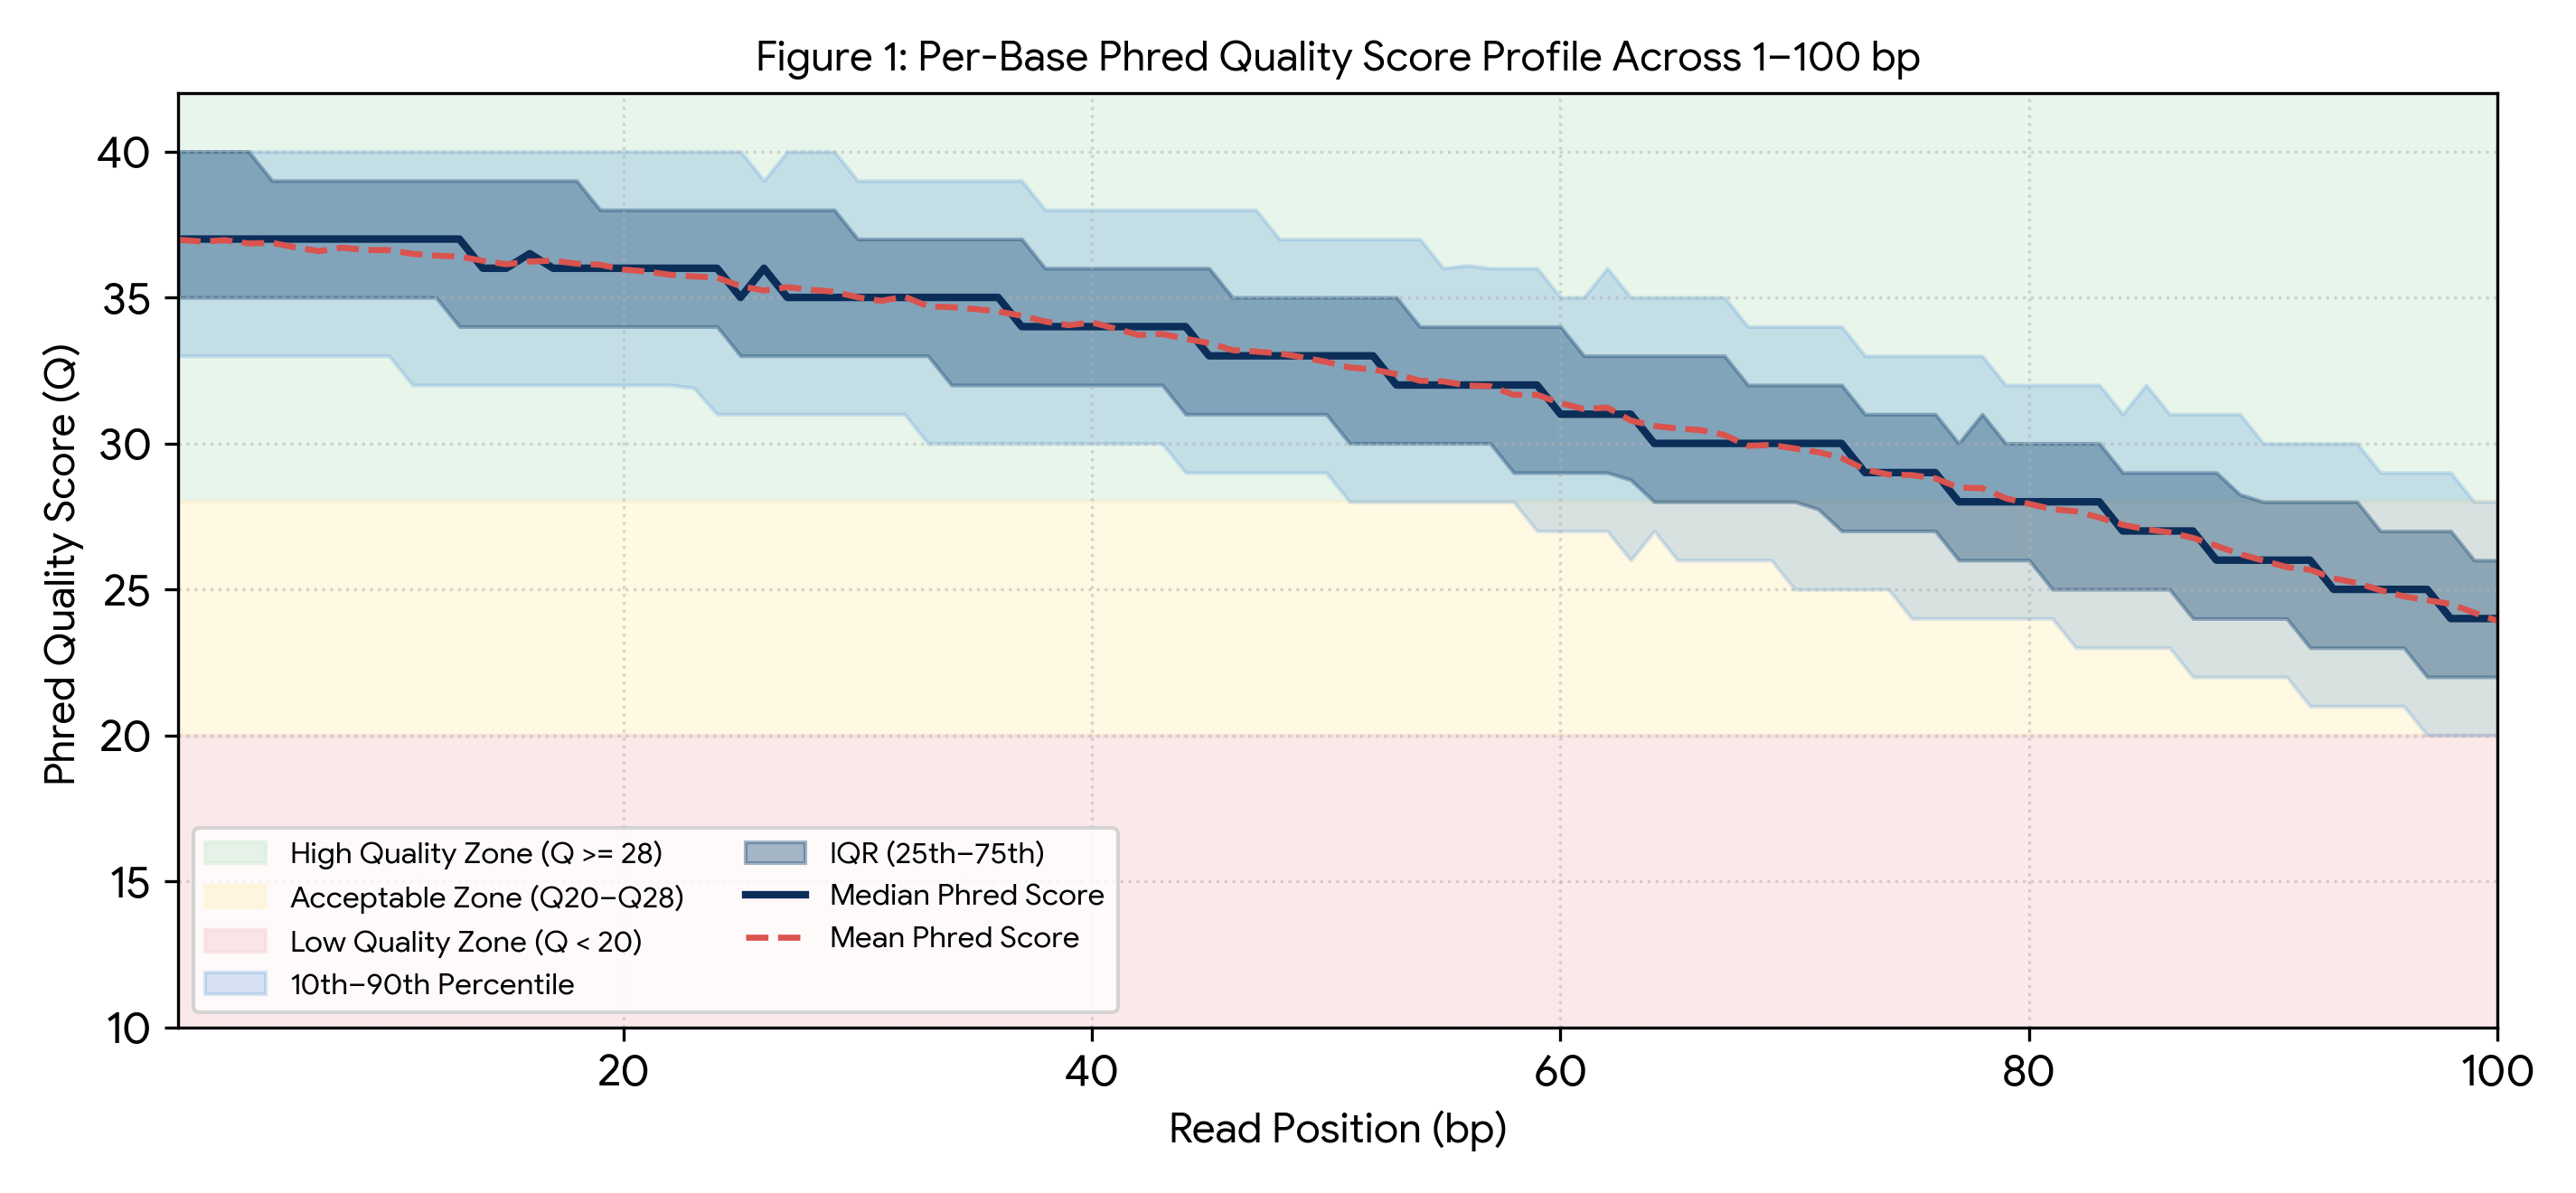 Figure 1: Per-Base Phred Quality Score Profile Across 1–100 bp
Phred Quality Score (Q)
40
35
30
25
20
15
10
High Quality Zone (Q >= 28)
Acceptable Zone (Q20–Q28)
Low Quality Zone (Q < 20)
10th–90th Percentile
IQR (25th–75th)
Median Phred Score
Mean Phred Score
20
40
60
80
100
Read Position (bp)